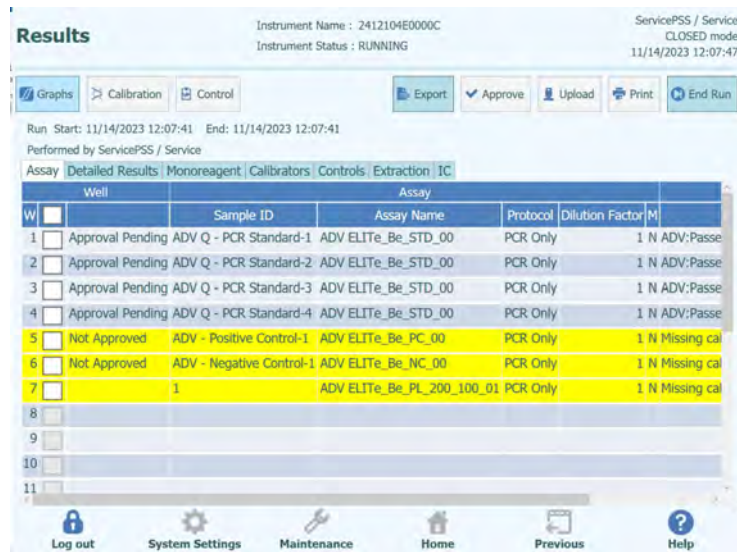 Results
Instrument Name : 2412104E0000C
Instrument Status : RUNNING
ServicePSS / Service
CLOSED mode
11/14/2023 12:07:47
Graphs Calibration Control Export Approve Upload Print End Run
Run Start: 11/14/2023 12:07:41 End: 11/14/2023 12:07:41
Performed by ServicePSS / Service
Assay Detailed Results Monoreagent Calibrators Controls Extraction IC
Well Assay
W Sample ID Assay Name Protocol Dilution Factor M
1 Approval Pending ADV Q - PCR Standard-1 ADV ELITe_Be_STD_00 PCR Only 1 N ADV:Passe
2 Approval Pending ADV Q - PCR Standard-2 ADV ELITe_Be_STD_00 PCR Only 1 N ADV:Passe
3 Approval Pending ADV Q - PCR Standard-3 ADV ELITe_Be_STD_00 PCR Only 1 N ADV:Passe
4 Approval Pending ADV Q - PCR Standard-4 ADV ELITe_Be_STD_00 PCR Only 1 N ADV:Passe
5 Not Approved ADV - Positive Control-1 ADV ELITe_Be_PC_00 PCR Only 1 N Missing cal
6 Not Approved ADV - Negative Control-1 ADV ELITe_Be_NC_00 PCR Only 1 N Missing cal
7 1 ADV ELITe_Be_PL_200_100_01 PCR Only 1 N Missing cal
8
9
10
11
Log out System Settings Maintenance Home Previous Help